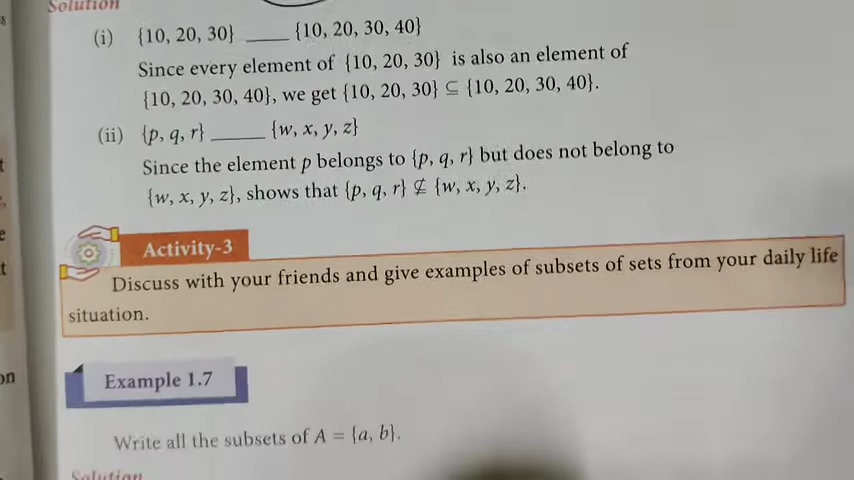 Solution
(i) {10, 20, 30} ____ {10, 20, 30, 40}
Since every element of {10, 20, 30} is also an element of
{10, 20, 30, 40}, we get {10, 20, 30} ⊆ {10, 20, 30, 40}.
(ii) {p, q, r} _____ {w, x, y, z}
Since the element p belongs to {p, q, r} but does not belong to
{w, x, y, z}, shows that {p, q, r} ⊈ {w, x, y, z}.
Activity-3
Discuss with your friends and give examples of subsets of sets from your daily life
situation.
Example 1.7
Write all the subsets of A = {a, b}.
Solution